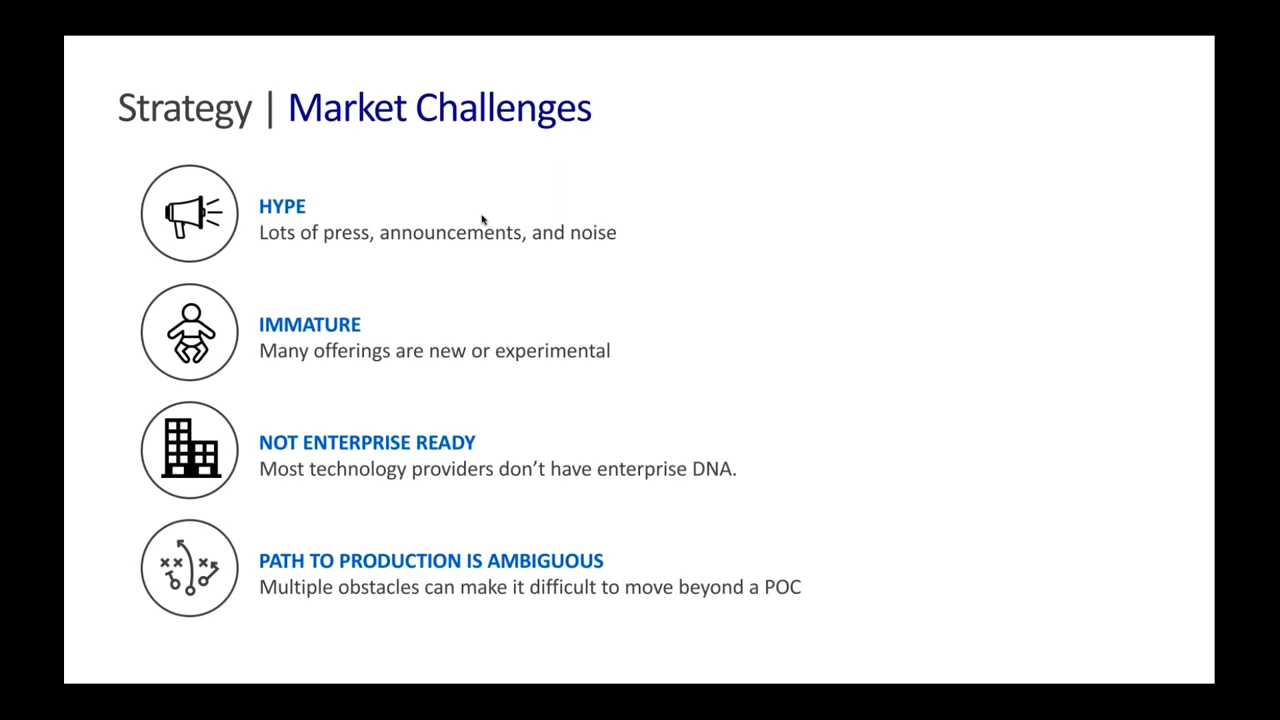 Strategy | Market Challenges
HYPE
Lots of press, announcements, and noise
IMMATURE
Many offerings are new or experimental
NOT ENTERPRISE READY
Most technology providers don’t have enterprise DNA.
PATH TO PRODUCTION IS AMBIGUOUS
Multiple obstacles can make it difficult to move beyond a POC